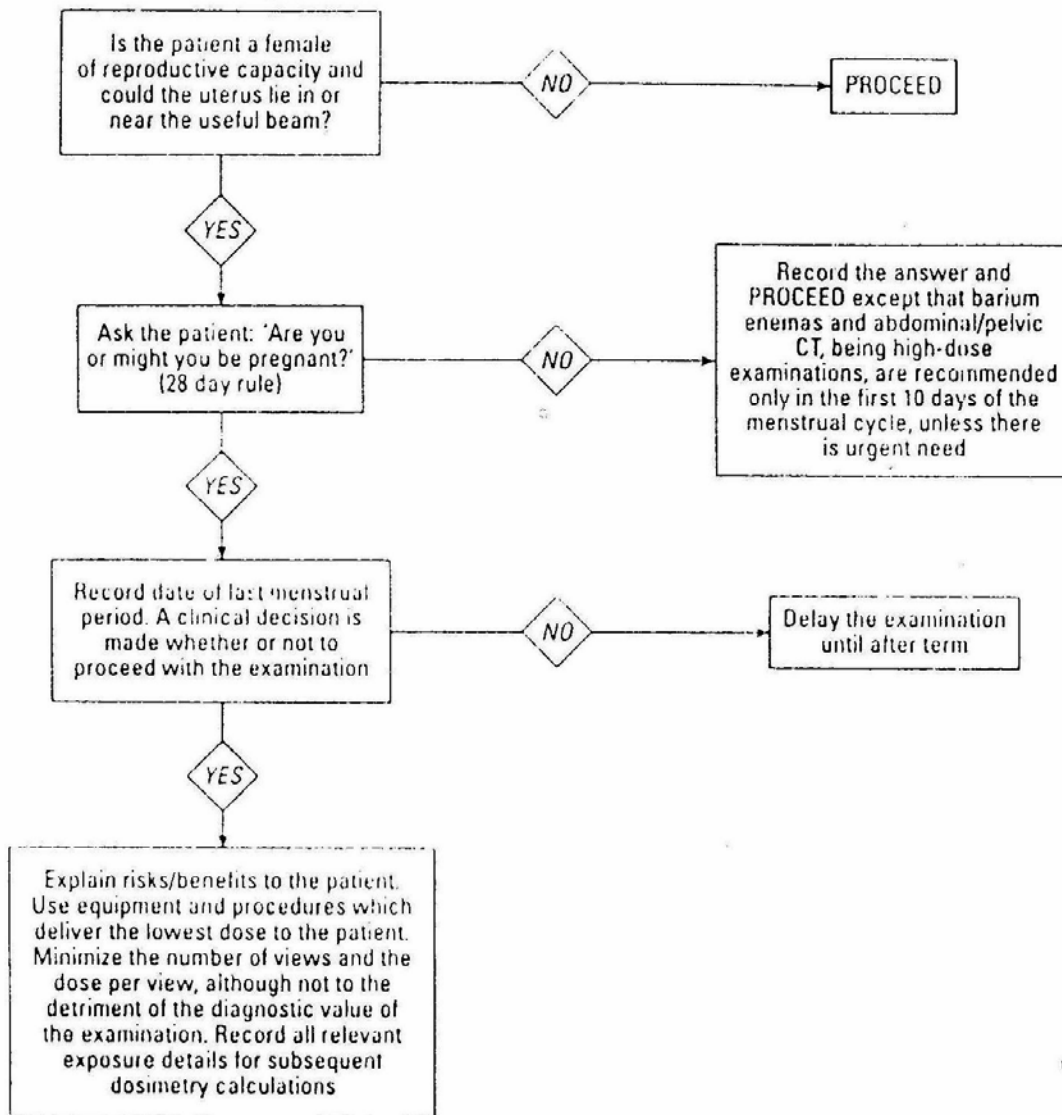 Is the patient a female
of reproductive capacity and
could the uterus lie in or
near the useful beam?
NO
PROCEED
YES
Ask the patient: 'Are you
or might you be pregnant?'
(28 day rule)
NO
Record the answer and
PROCEED except that barium
enemas and abdominal/pelvic
CT, being high-dose
examinations, are recommended
only in the first 10 days of the
menstrual cycle, unless there
is urgent need
YES
Record date of last menstrual
period. A clinical decision is
made whether or not to
proceed with the examination
NO
Delay the examination
until after term
YES
Explain risks/benefits to the patient.
Use equipment and procedures which
deliver the lowest dose to the patient.
Minimize the number of views and the
dose per view, although not to the
detriment of the diagnostic value of
the examination. Record all relevant
exposure details for subsequent
dosimetry calculations